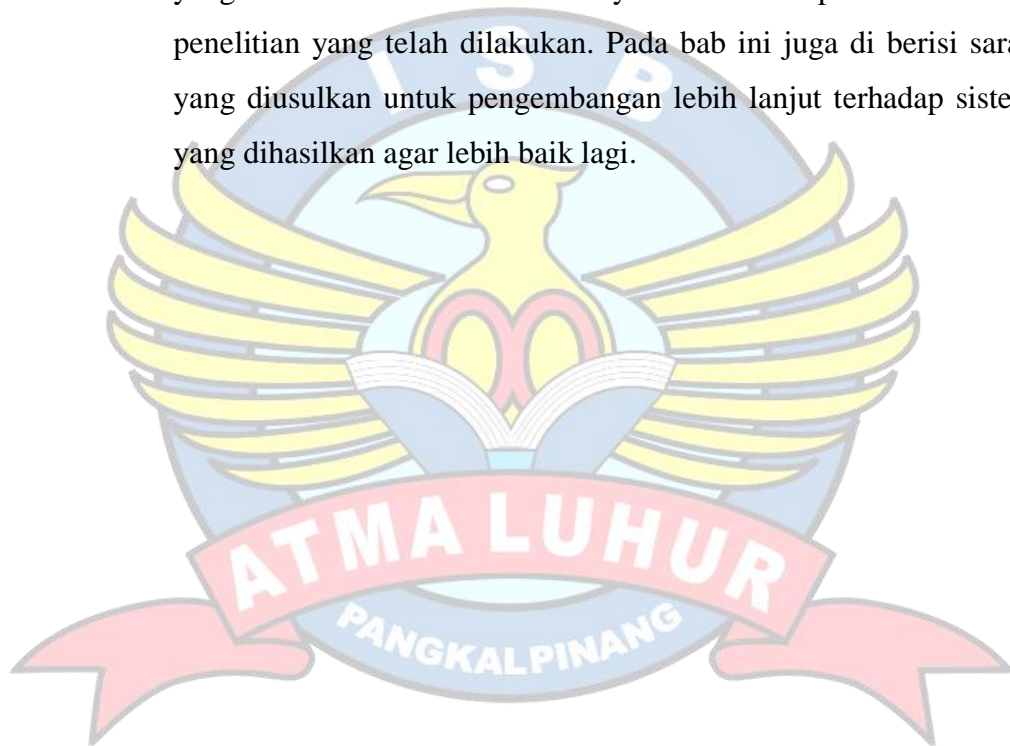 yang
penelitian yang telah dilakukan. Pada bab ini juga di berisi sara
yang diusulkan untuk pengembangan lebih lanjut terhadap siste
yang dihasilkan agar lebih baik lagi.
I S B
ATMA LUHUR
PANGKALPINANG